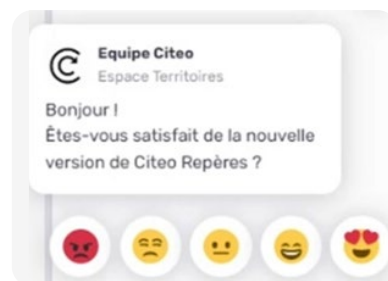 Equipe Citeo
Espace Territoires
Bonjour !
Êtes-vous satisfait de la nouvelle
version de Citeo Repères ?